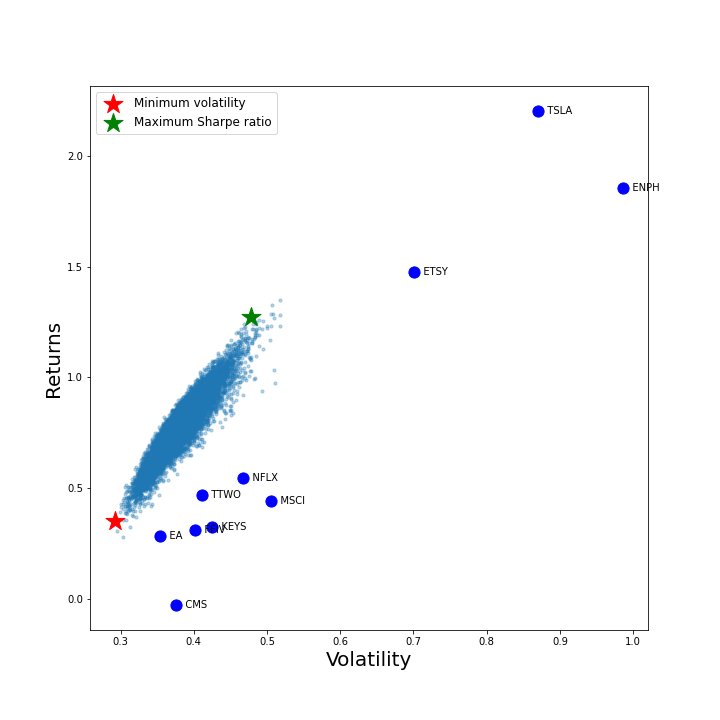 Minimum volatility
Maximum Sharpe ratio
TSLA
ENPH
2.0
ETSY
1.5
Returns
1.0
NFLX
TTWO
MSCI
0.5
KEYS
EA
CMS
0.0
0.3 0.4 0.5 0.6 0.7 0.8 0.9 1.0
Volatility